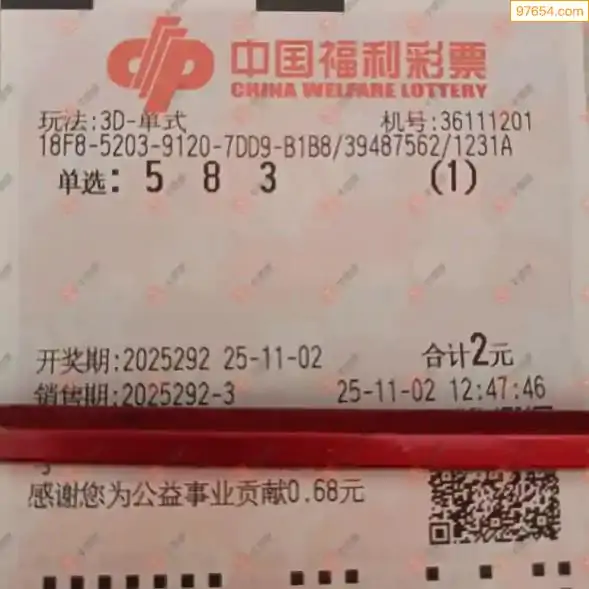 97654.com
中国福利彩票
CHINA WELFARE LOTTERY
玩法:3D-单式 机号:36111201
18F8-5203-9120-7DD9-B1B8/39487562/1231A
单选: 5 8 3 (1)
开奖期:2025292 25-11-02 合计2元
销售期:2025292-3 25-11-02 12:47:46
感谢您为公益事业贡献0.68元